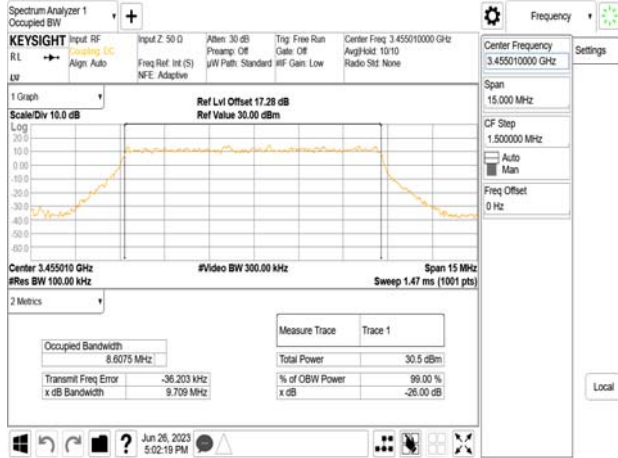 Spectrum Analyzer 1
Occupied BW
+
Frequency
KEYSIGHT
RL
Input: RF
Coupling: DC
Align: Auto
Input Z: 50 Ω
Freq Ref: Int (S)
NFE: Adaptive
Atten: 30 dB
Preamp: Off
µW Path: Standard
Trig: Free Run
Gate: Off
#IF Gain: Low
Center Freq: 3.455010000 GHz
Avg|Hold: 10/10
Radio Std: None
Center Frequency
3.455010000 GHz
Settings
Span
15.000 MHz
CF Step
1.500000 MHz
Auto
Man
Freq Offset
0 Hz
Local
1 Graph
Scale/Div 10.0 dB
Ref Lvl Offset 17.28 dB
Ref Value 30.00 dBm
Log
20.0
10.0
0.00
-10.0
-20.0
-30.0
-40.0
-50.0
-60.0
Center 3.455010 GHz
#Video BW 300.00 kHz
Span 15 MHz
#Res BW 100.00 kHz
Sweep 1.47 ms (1001 pts)
2 Metrics
Measure Trace
Trace 1
Occupied Bandwidth
8.6075 MHz
Total Power
30.5 dBm
Transmit Freq Error
-36.203 kHz
% of OBW Power
99.00 %
x dB Bandwidth
9.709 MHz
x dB
-26.00 dB
?
Jun 26, 2023
5:02:19 PM